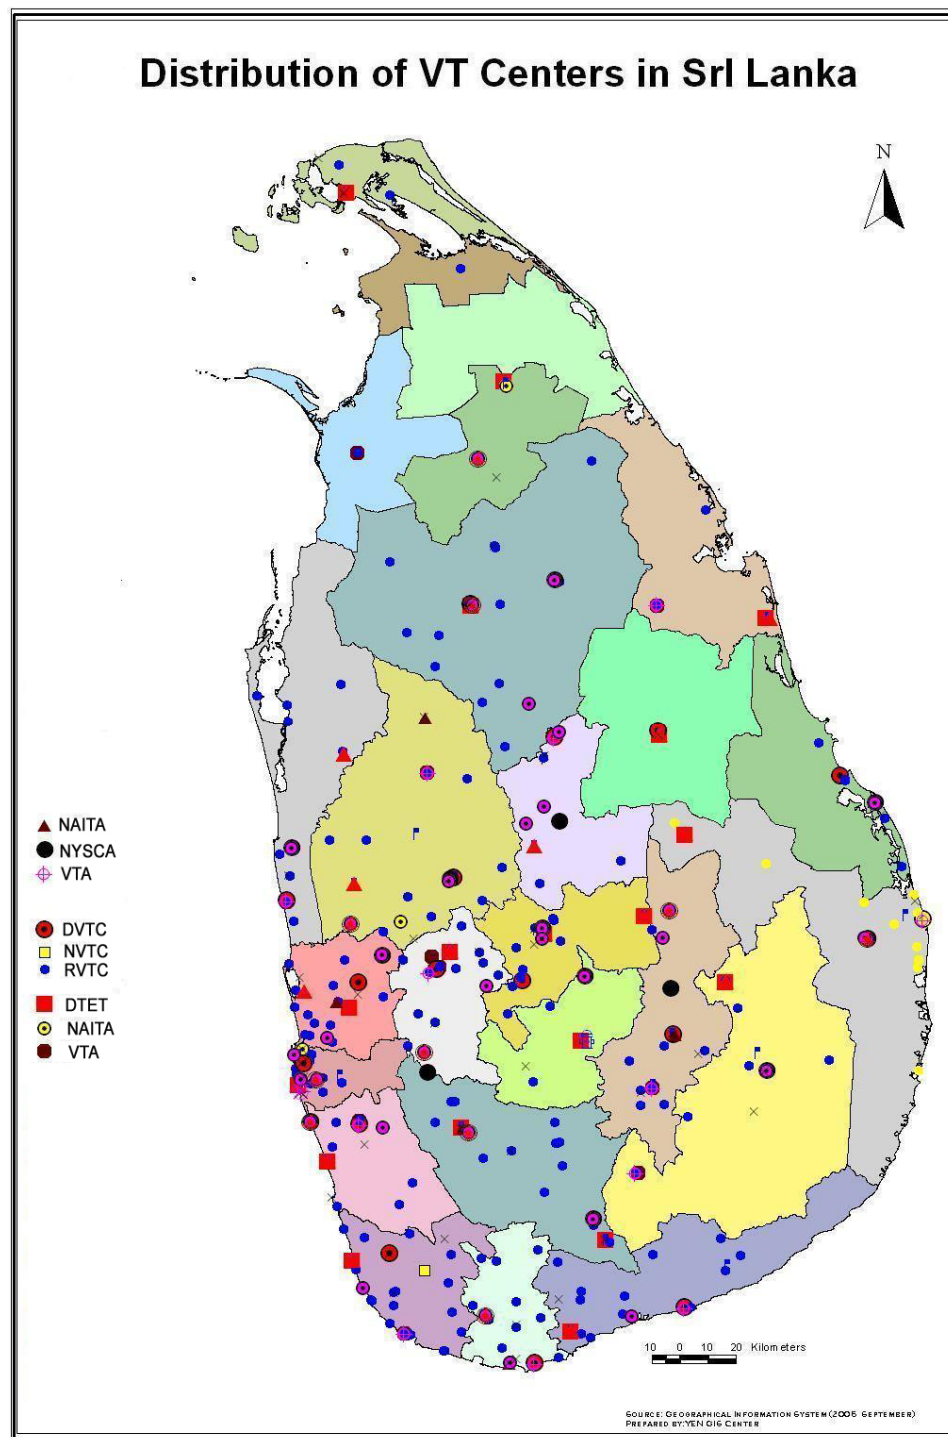 Distribution of VT Centers in SrI Lanka
N
NAITA
NYSCA
VTA
DVTC
NVTC
RVTC
DTET
NAITA
VTA
10 0 10 20 Kilometers
SOURCE: GEOGRAPHICAL INFORMATION SYSTEM (2005 SEPTEMBER)
PREPARED BY:YEN GIS CENTER